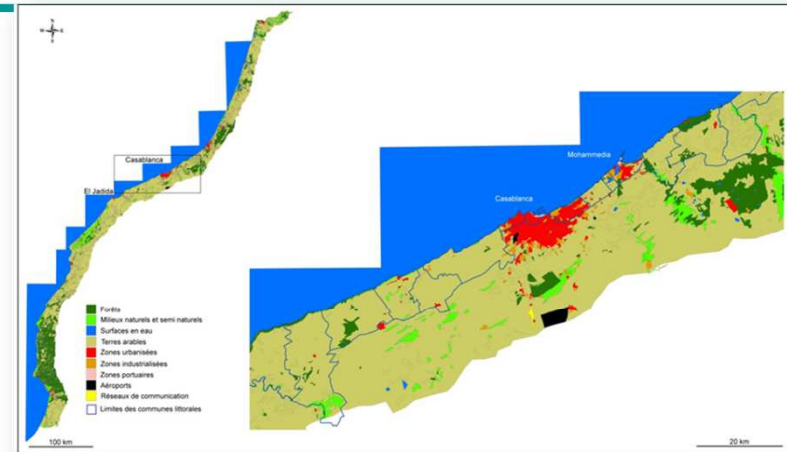 N
W E
S
Casablanca
El Jadida
Mohammedia
Casablanca
Forêts
Milieux naturels et semi naturels
Surfaces en eau
Terres arables
Zones urbanisées
Zones industrialisées
Zones portuaires
Aéroports
Réseaux de communication
Limites des communes littorales
100 km
20 km